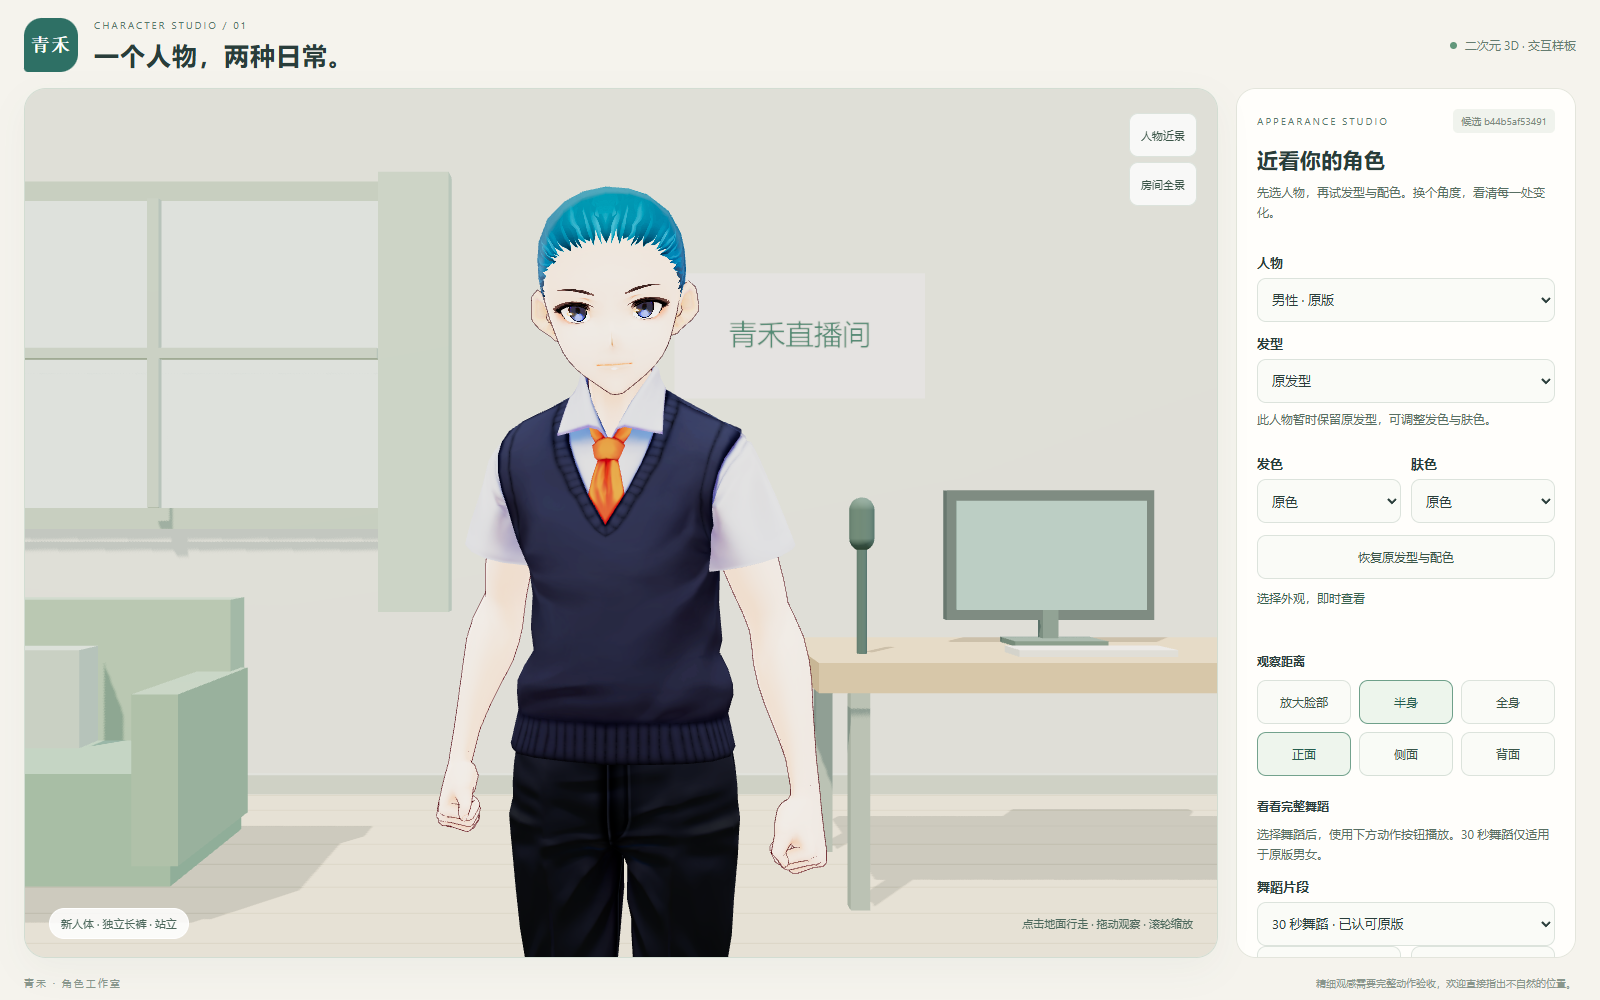 青禾
CHARACTER STUDIO / 01
一个人物，两种日常。
二次元 3D · 交互样板
人物近景
房间全景
青禾直播间
新人体 · 独立长裤 · 站立
点击地面行走 · 拖动观察 · 滚轮缩放
APPEARANCE STUDIO
候选 b44b5af53491
近看你的角色
先选人物，再试发型与配色。换个角度，看清每一处变
化。
人物
男性 · 原版
发型
原发型
此人物暂时保留原发型，可调整发色与肤色。
发色
肤色
原色
原色
恢复原发型与配色
选择外观，即时查看
观察距离
放大脸部
半身
全身
正面
侧面
背面
看看完整舞蹈
选择舞蹈后，使用下方动作按钮播放。30 秒舞蹈仅适用
于原版男女。
舞蹈片段
30 秒舞蹈 · 已认可原版
青禾 · 角色工作室
精细观感需要完整动作验收，欢迎直接指出不自然的位置。